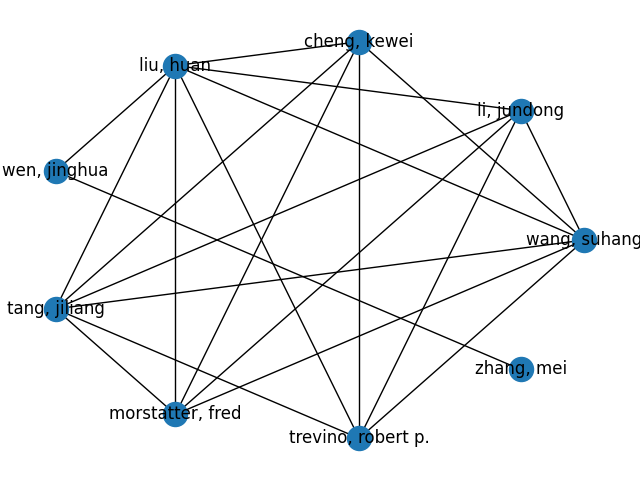 cheng, kewei
liu, huan
li, jundong
wen, jinghua
wang, suhang
tang, jiliang
zhang, mei
morstatter, fred
trevino, robert p.